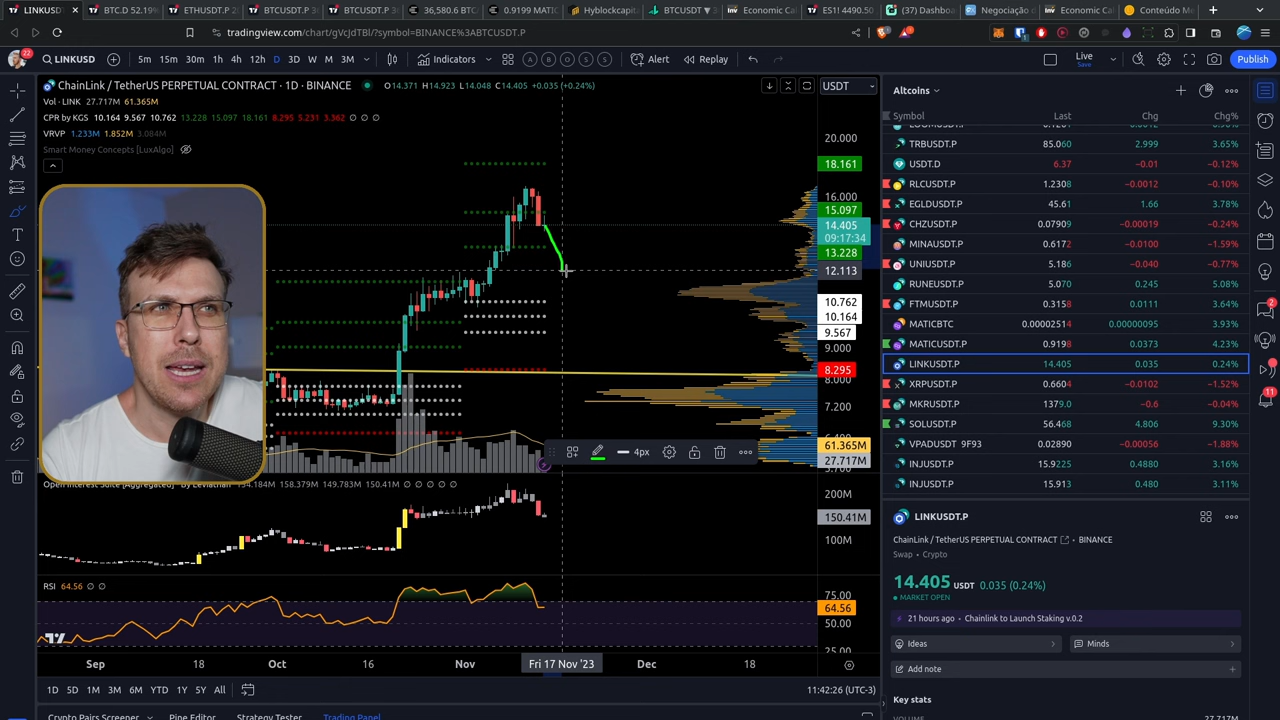 LINKUSD
BTC.D 52.19%
ETHUSDT.P 2
BTCUSDT.P 3
BTCUSDT.P 3
36,580.6 BTC
0.9199 MATIC
Hyblockcapit
BTCUSDT ▼ 3
Economic Cal
ES1! 4490.50
(37) Dashboa
Negociação d
Economic Cal
Conteúdo M
tradingview.com/chart/gVcJdTBl/?symbol=BINANCE%3ABTCUSDT.P
22 LINKUSD 5m 15m 30m 1h 4h 12h D 3D W M 3M Indicators A O A S S Alert Replay Live Save Publish
ChainLink / TetherUS PERPETUAL CONTRACT · 1D · BINANCE O14.371 H14.923 L14.048 C14.405 +0.035 (+0.24%)
USDT
Vol · LINK 27.717M 61.365M
CPR by KGS 10.164 9.567 10.762 13.228 15.097 18.161 8.295 5.231 3.362
VRVP 1.233M 1.852M 3.084M
Smart Money Concepts [LuxAlgo]
20.000
18.161
16.000
15.097
14.405
09:17:34
13.228
12.113
10.762
10.164
9.567
9.000
8.295
8.000
7.200
61.365M
27.717M
4px
Open Interest Suite [Aggregated] - By Leviathan 154.184M 158.379M 149.783M 150.41M
200M
150.41M
100M
RSI 64.56
75.00
64.56
50.00
25.00
Sep 18 Oct 16 Nov Fri 17 Nov '23 Dec 18
1D 5D 1M 3M 6M YTD 1Y 5Y All
11:42:26 (UTC-3)
Crypto Pairs Screener Pine Editor Strategy Tester Trading Panel
Altcoins
Symbol Last Chg Chg%
TRBUSDT.P 85.060 2.999 3.65%
USDT.D 6.37 −0.01 −0.12%
RLCUSDT.P 1.2308 −0.0012 −0.10%
EGLDUSDT.P 45.61 1.66 3.78%
CHZUSDT.P 0.07909 −0.00019 −0.24%
MINAUSDT.P 0.6172 −0.0100 −1.59%
UNIUSDT.P 5.186 −0.040 −0.77%
RUNEUSDT.P 5.070 0.245 5.08%
FTMUSDT.P 0.3158 0.0111 3.64%
MATICBTC 0.00002514 0.00000095 3.93%
MATICUSDT.P 0.9198 0.0373 4.23%
LINKUSDT.P 14.405 0.035 0.24%
XRPUSDT.P 0.6604 −0.0102 −1.52%
MKRUSDT.P 1379.0 −0.6 −0.04%
SOLUSDT.P 56.468 4.806 9.30%
VPADUSDT 9F93 0.02890 −0.00056 −1.88%
INJUSDT.P 15.9225 0.4880 3.16%
INJUSDT.P 15.913 0.480 3.11%
2
11
LINKUSDT.P
ChainLink / TetherUS PERPETUAL CONTRACT • BINANCE
Swap • Crypto
14.405 USDT 0.035 (0.24%)
MARKET OPEN
21 hours ago • Chainlink to Launch Staking v.0.2
Ideas
Minds
Add note
Key stats
27.717M